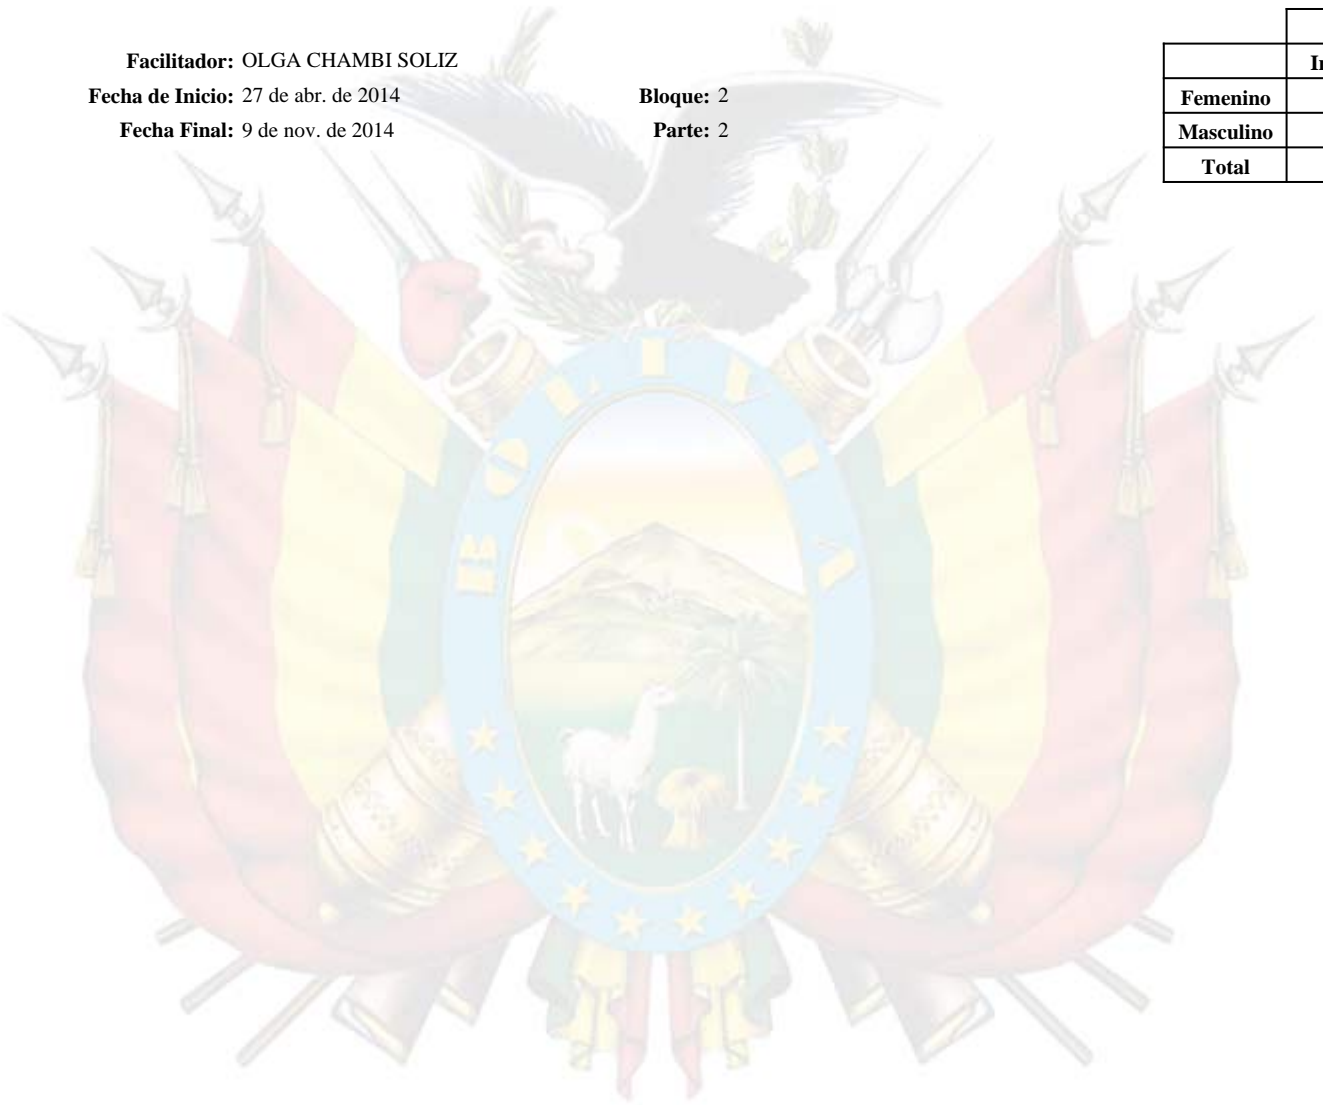 Facilitador: OLGA CHAMBI SOLIZ
Fecha de Inicio: 27 de abr. de 2014 Bloque: 2
Fecha Final: 9 de nov. de 2014 Parte: 2
Femenino
Masculino
Total
BOLIVIA